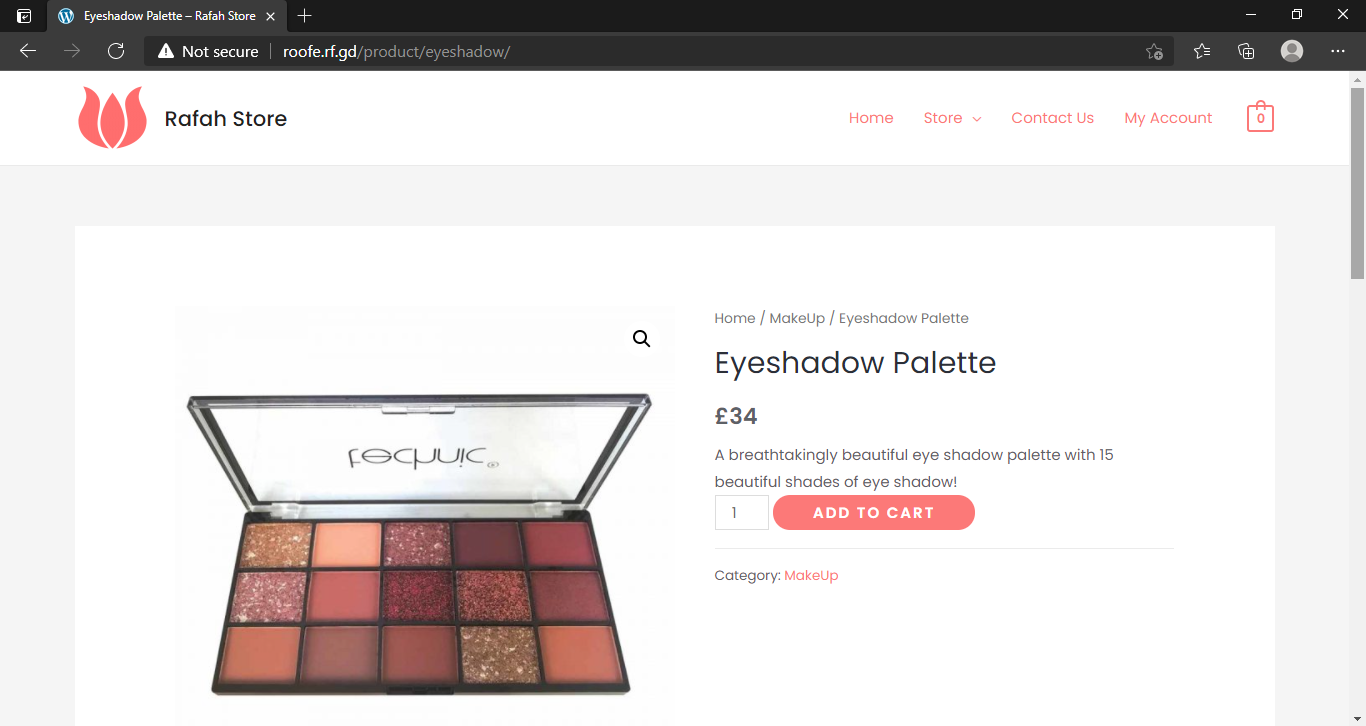 Eyeshadow Palette – Rafah Store
Not secure
roofe.rf.gd/product/eyeshadow/
Rafah Store
Home
Store
Contact Us
My Account
0
Home / MakeUp / Eyeshadow Palette
Eyeshadow Palette
£34
A breathtakingly beautiful eye shadow palette with 15
beautiful shades of eye shadow!
1
ADD TO CART
Category: MakeUp
technic®